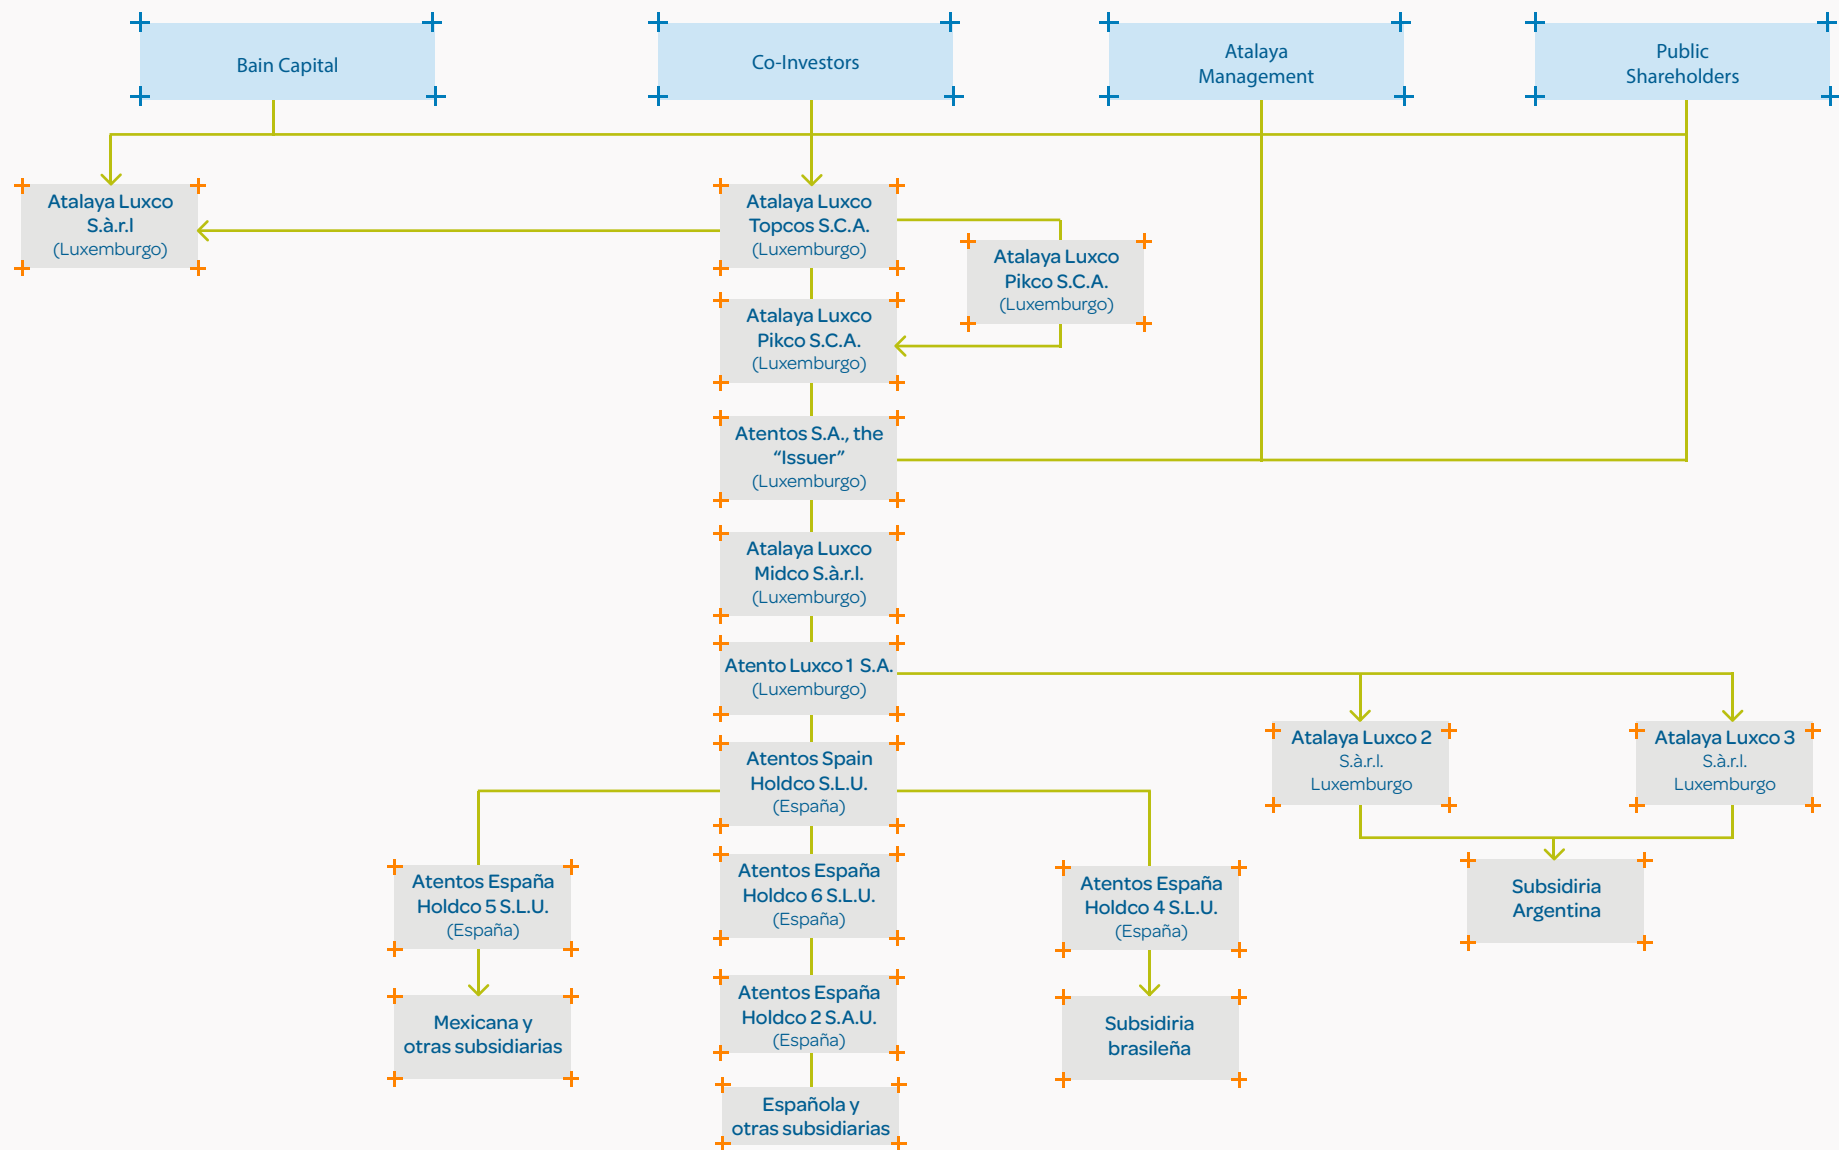 Bain Capital
Co-Investors
Atalaya
Management
Public
Shareholders
Atalaya Luxco
S.à.r.l
(Luxemburgo)
Atalaya Luxco
Topcos S.C.A.
(Luxemburgo)
Atalaya Luxco
Pikco S.C.A.
(Luxemburgo)
Atalaya Luxco
Pikco S.C.A.
(Luxemburgo)
Atentos S.A., the
“Issuer”
(Luxemburgo)
Atalaya Luxco
Midco S.à.r.l.
(Luxemburgo)
Atento Luxco 1 S.A.
(Luxemburgo)
Atalaya Luxco 2
S.à.r.l.
Luxemburgo
Atalaya Luxco 3
S.à.r.l.
Luxemburgo
Atentos Spain
Holdco S.L.U.
(España)
Atentos España
Holdco 5 S.L.U.
(España)
Atentos España
Holdco 6 S.L.U.
(España)
Atentos España
Holdco 4 S.L.U.
(España)
Subsidiria
Argentina
Mexicana y
otras subsidiarias
Atentos España
Holdco 2 S.A.U.
(España)
Subsidiria
brasileña
Española y
otras subsidiarias